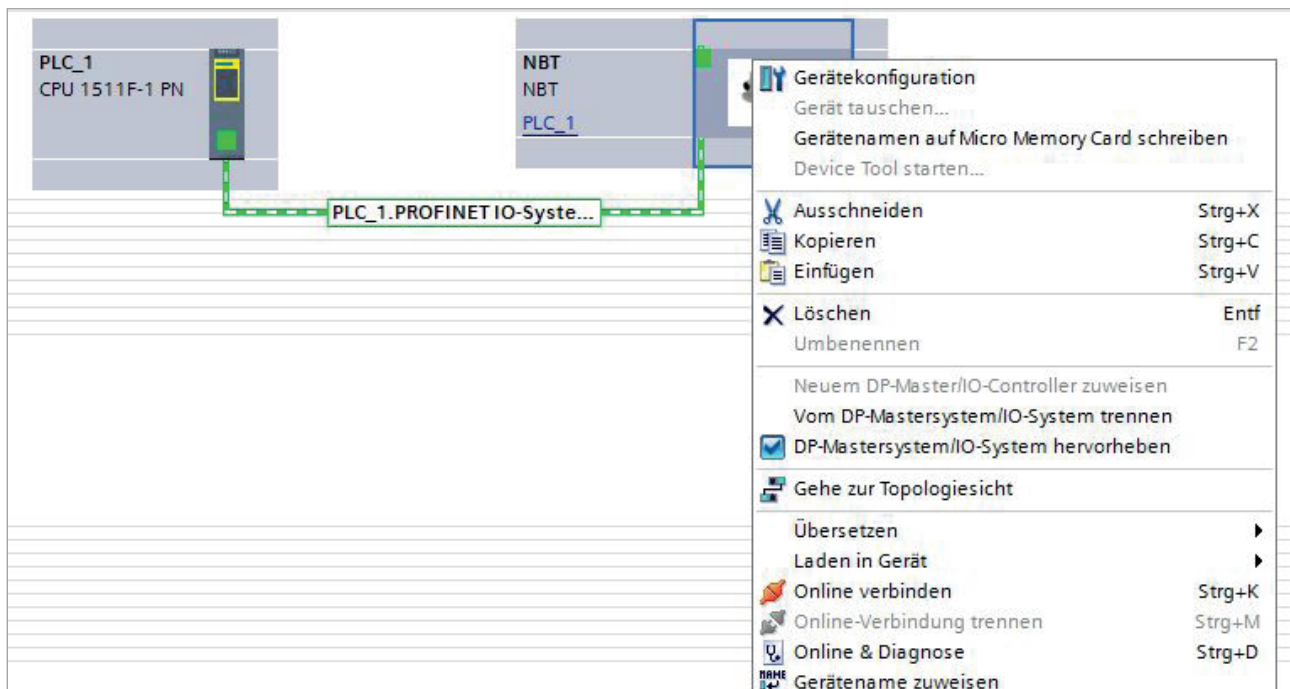 PLC_1
CPU 1511F-1 PN
NBT
NBT
PLC_1
PLC_1.PROFINET IO-Syste...
Gerätekonfiguration
Gerät tauschen...
Gerätenamen auf Micro Memory Card schreiben
Device Tool starten...
Ausschneiden Strg+X
Kopieren Strg+C
Einfügen Strg+V
Löschen Entf
Umbenennen F2
Neuem DP-Master/IO-Controller zuweisen
Vom DP-Mastersystem/IO-System trennen
DP-Mastersystem/IO-System hervorheben
Gehe zur Topologiesicht
Übersetzen
Laden in Gerät
Online verbinden Strg+K
Online-Verbindung trennen Strg+M
Online & Diagnose Strg+D
NAME Gerätename zuweisen